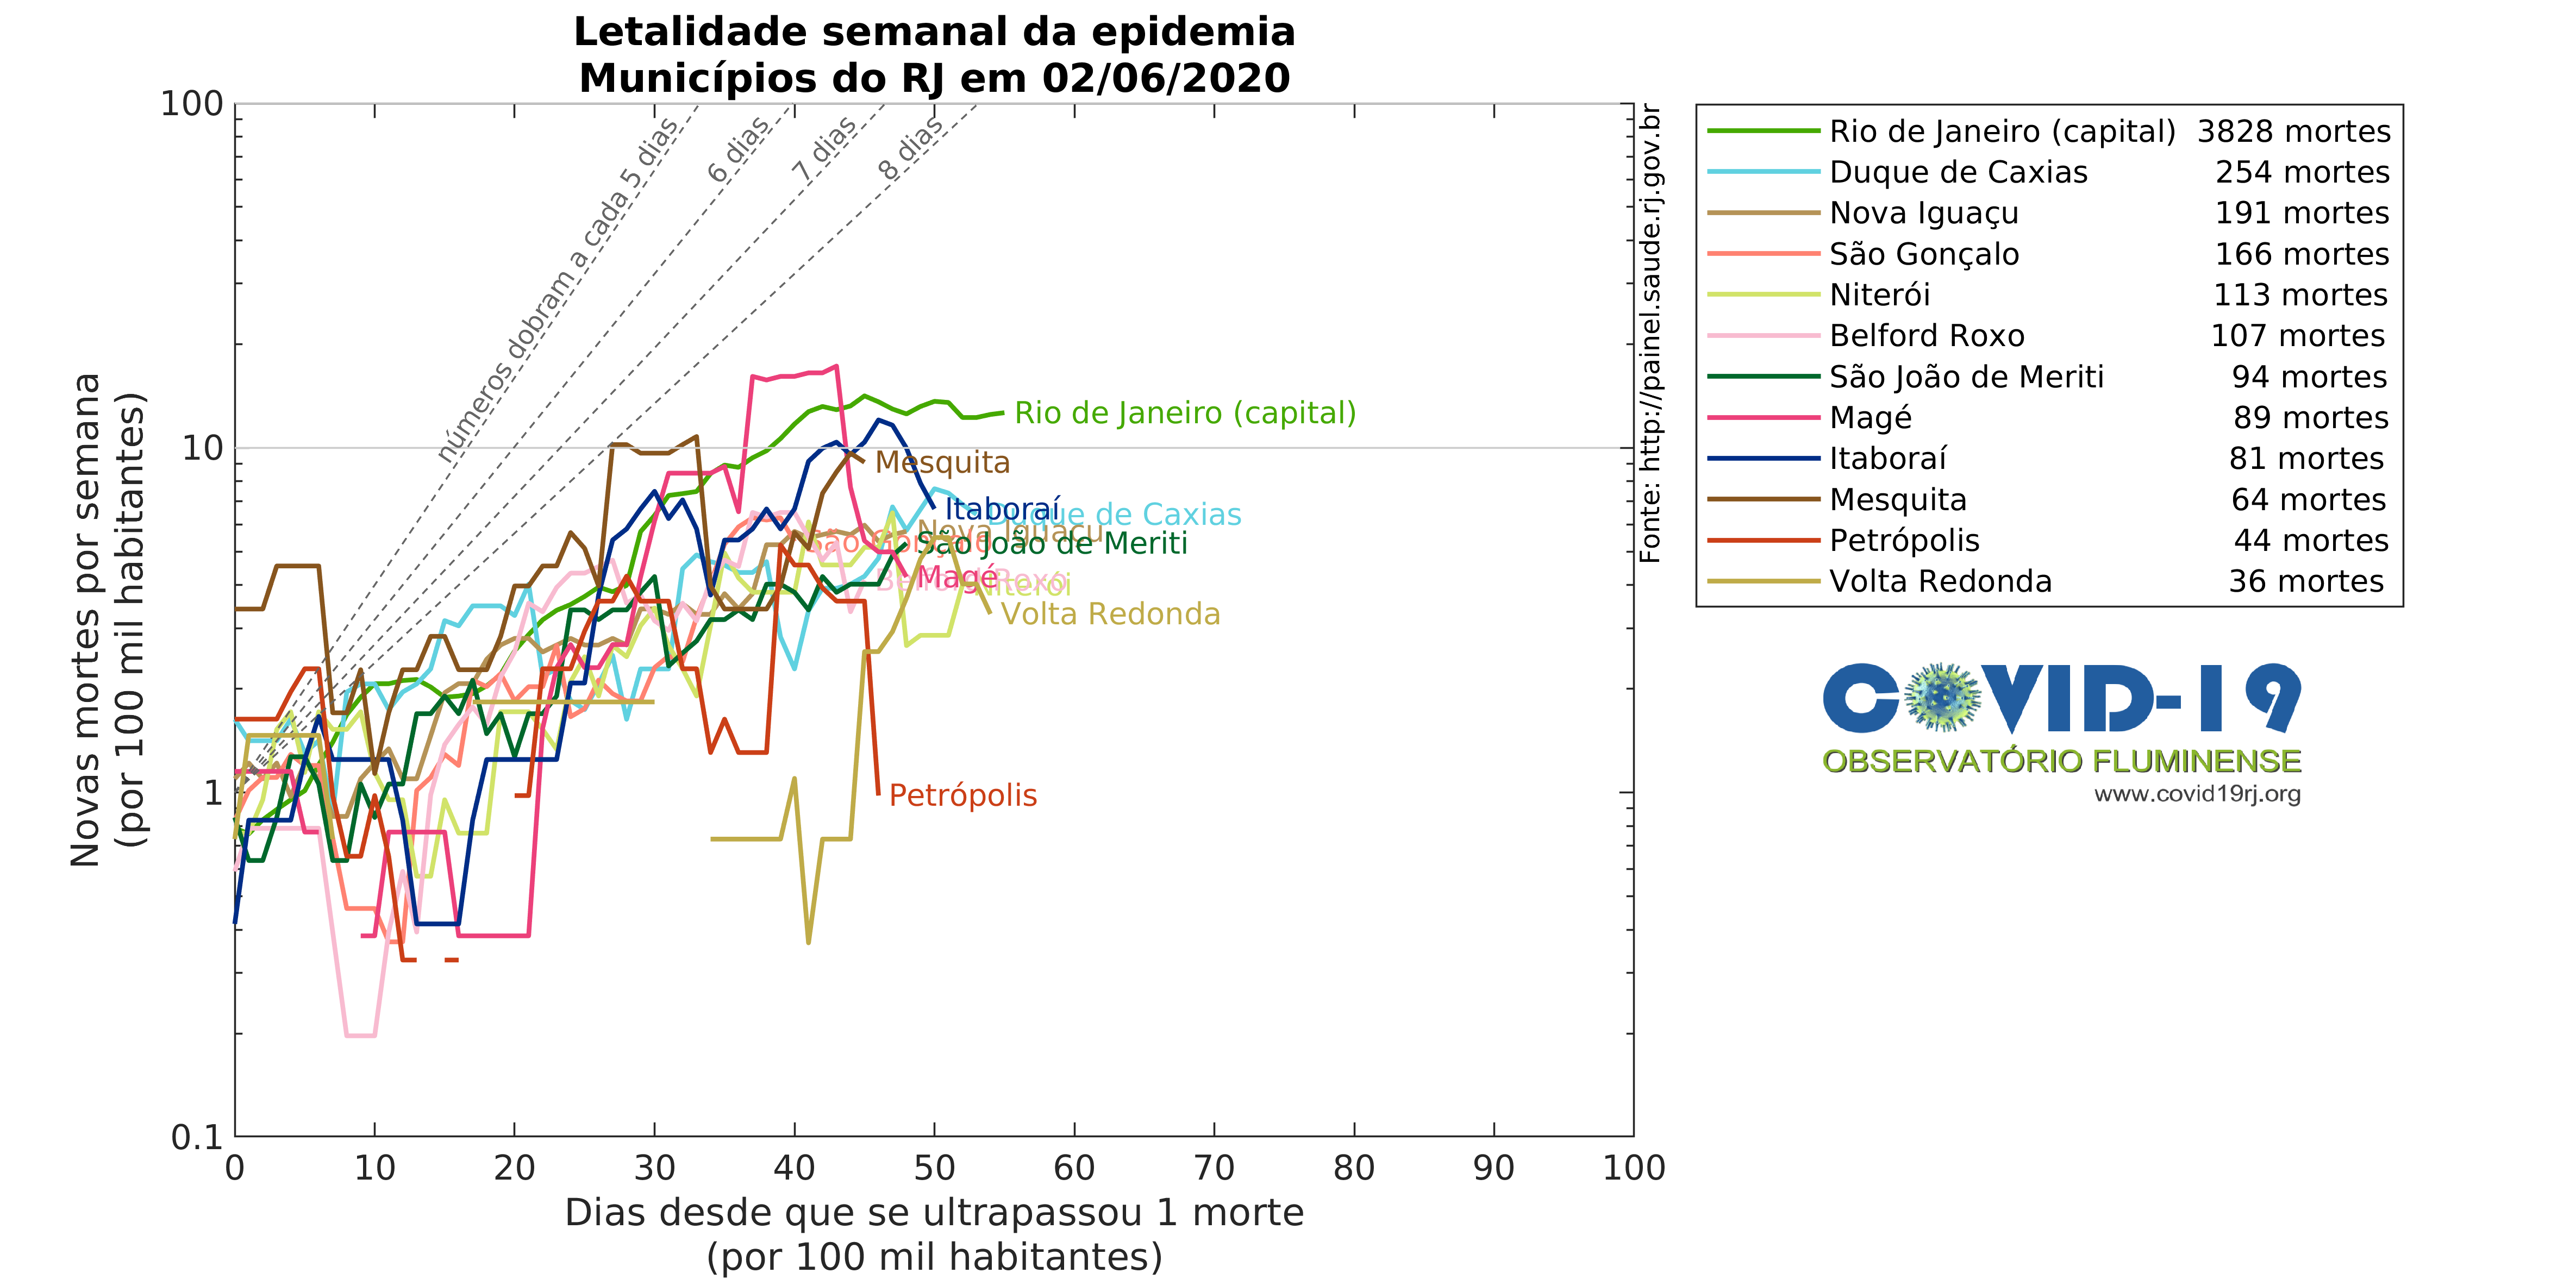 Letalidade semanal da epidemia
Municípios do RJ em 02/06/2020
Novas mortes por semana
(por 100 mil habitantes)
100
10
1
0.1
números dobram a cada 5 dias
6 dias
7 dias
8 dias
Rio de Janeiro (capital)
Mesquita
Itaboraí
Duque de Caxias
Nova Iguaçu
São Gonçalo
São João de Meriti
Belford Roxo
Magé
Niterói
Volta Redonda
Petrópolis
0 10 20 30 40 50 60 70 80 90 100
Dias desde que se ultrapassou 1 morte
(por 100 mil habitantes)
Fonte: http://painel.saude.rj.gov.br
Rio de Janeiro (capital) 3828 mortes
Duque de Caxias 254 mortes
Nova Iguaçu 191 mortes
São Gonçalo 166 mortes
Niterói 113 mortes
Belford Roxo 107 mortes
São João de Meriti 94 mortes
Magé 89 mortes
Itaboraí 81 mortes
Mesquita 64 mortes
Petrópolis 44 mortes
Volta Redonda 36 mortes
COVID-19
OBSERVATÓRIO FLUMINENSE
www.covid19rj.org